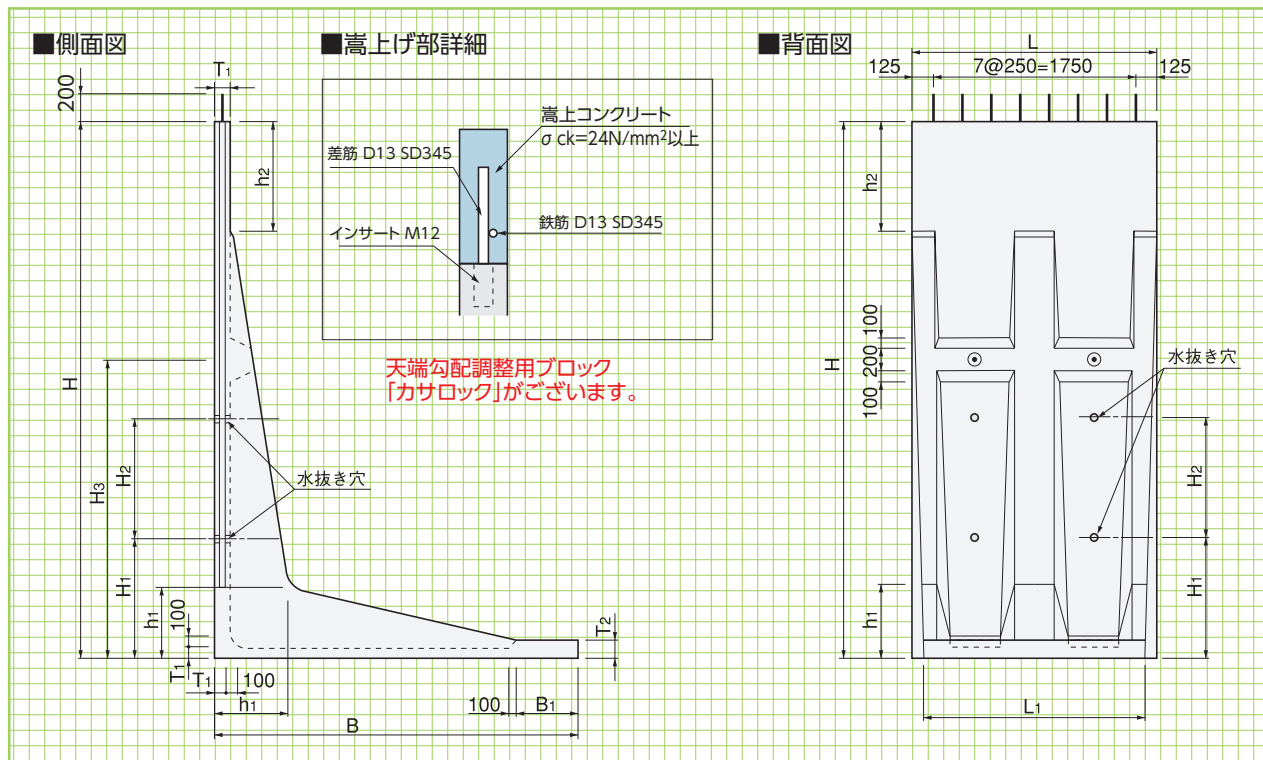 ■側面図
T1
200
H
h2
H3
H2
H1
h1
100
T1
T1
100
h1
100
B1
B
T2
水抜き穴
■嵩上げ部詳細
嵩上コンクリート
σck=24N/mm2以上
差筋 D13 SD345
鉄筋 D13 SD345
インサート M12
天端勾配調整用ブロック
「カサロック」がございます。
■背面図
L
125
7@250=1750
125
h2
H
100
200
100
水抜き穴
H2
H1
h1
L1